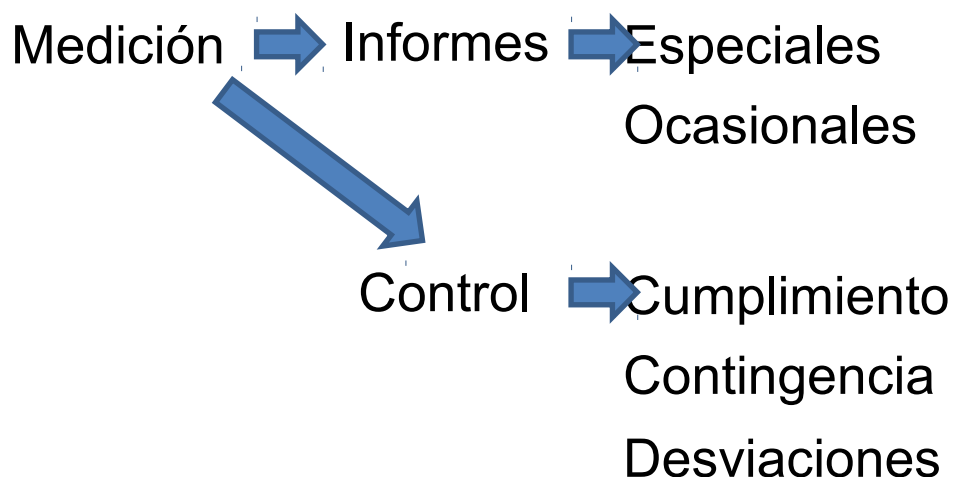 Medición Informes Especiales
Ocasionales
Control Cumplimiento
Contingencia
Desviaciones